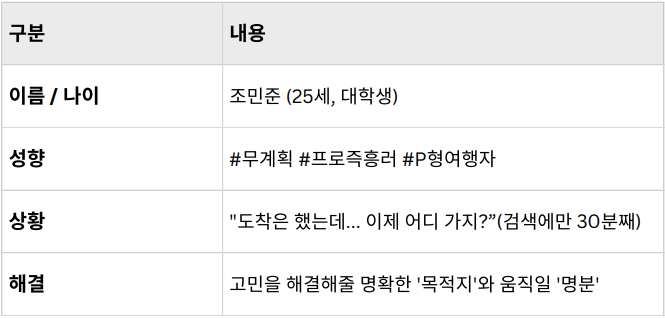 구분 내용
이름 / 나이 조민준 (25세, 대학생)
성향 #무계획 #프로즉흥러 #P형여행자
상황 "도착은 했는데... 이제 어디 가지?”(검색에만 30분째)
해결 고민을 해결해줄 명확한 '목적지'와 움직일 '명분'